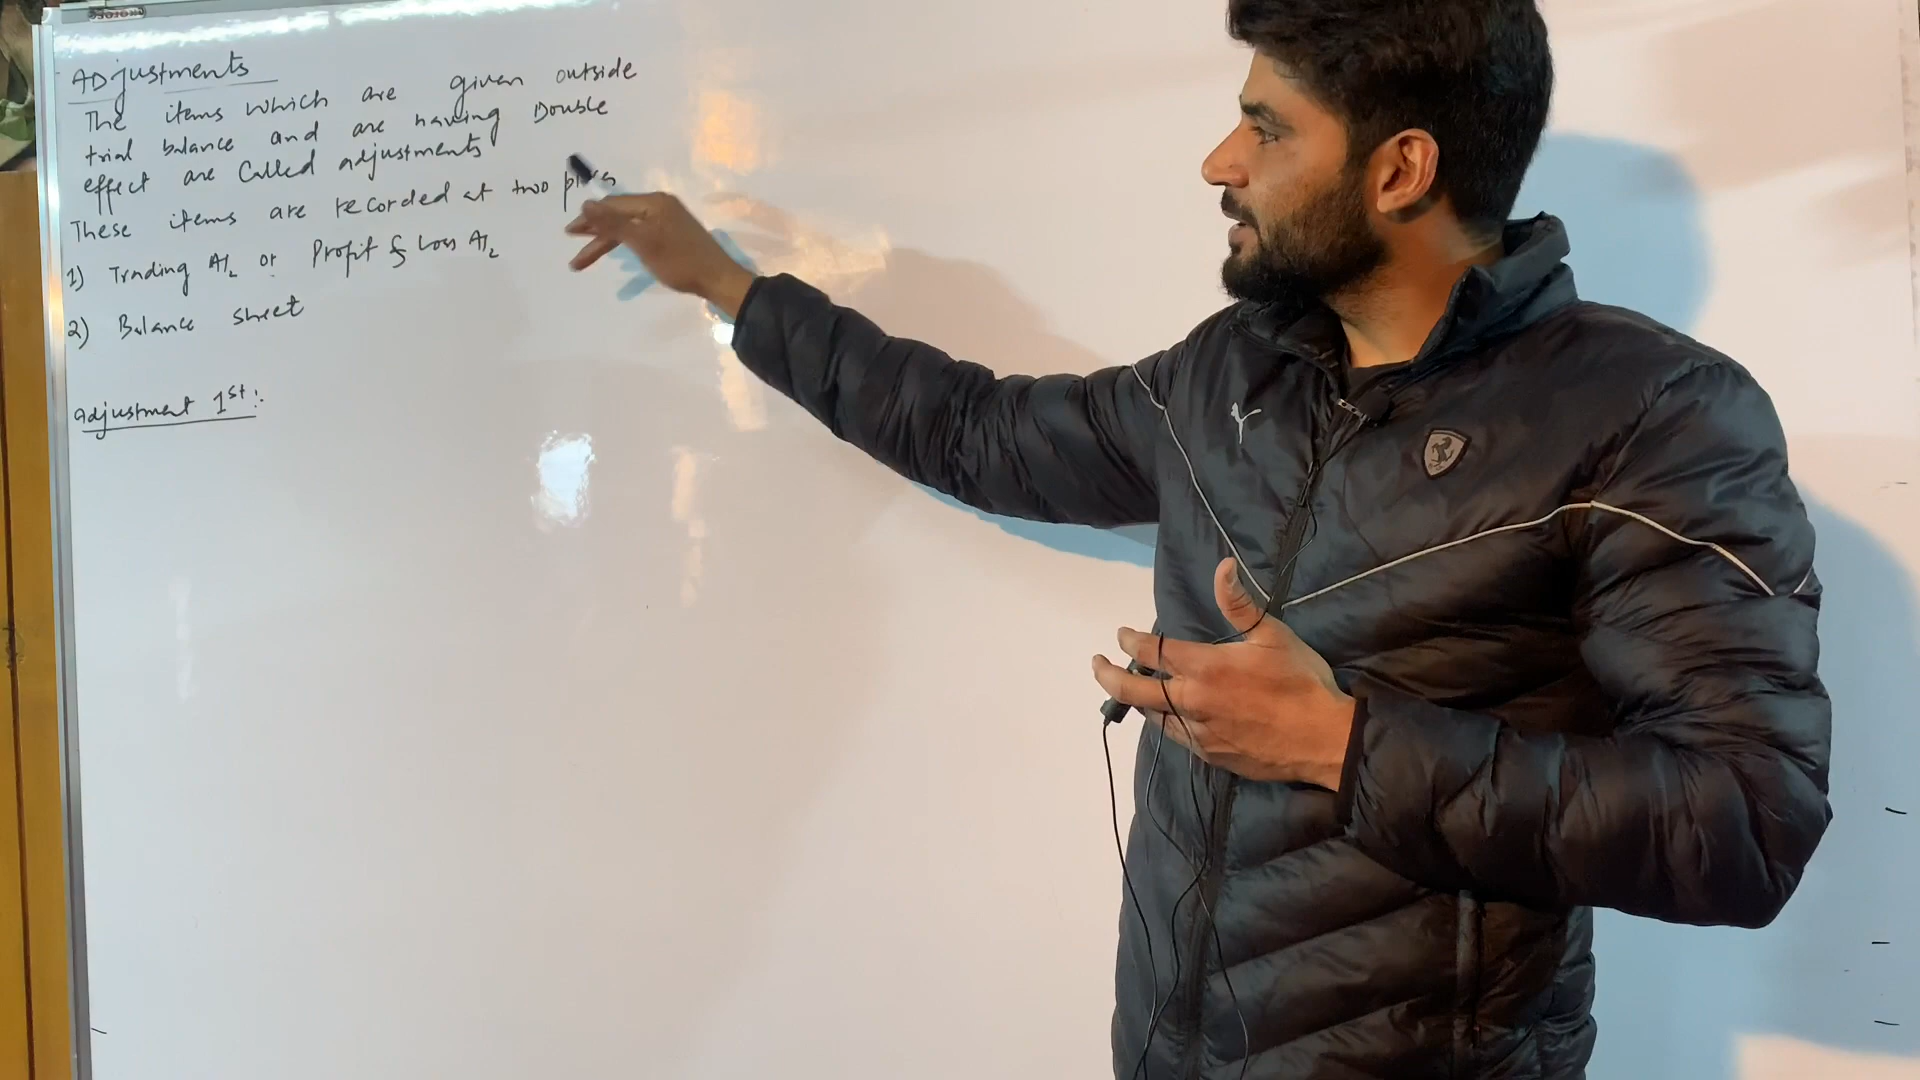 ADjustments
The items which are given outside
trial balance and are having Double
effect are Called adjustments
These items are recorded at two places
1) Trading A/c or Profit & Loss A/c
2) Balance sheet
adjustment 1st:-